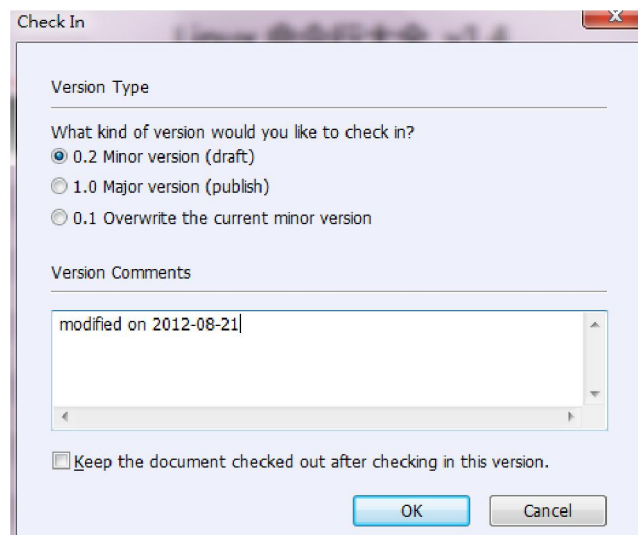 Check In
Version Type
What kind of version would you like to check in?
0.2 Minor version (draft)
1.0 Major version (publish)
0.1 Overwrite the current minor version
Version Comments
modified on 2012-08-21
Keep the document checked out after checking in this version.
OK
Cancel